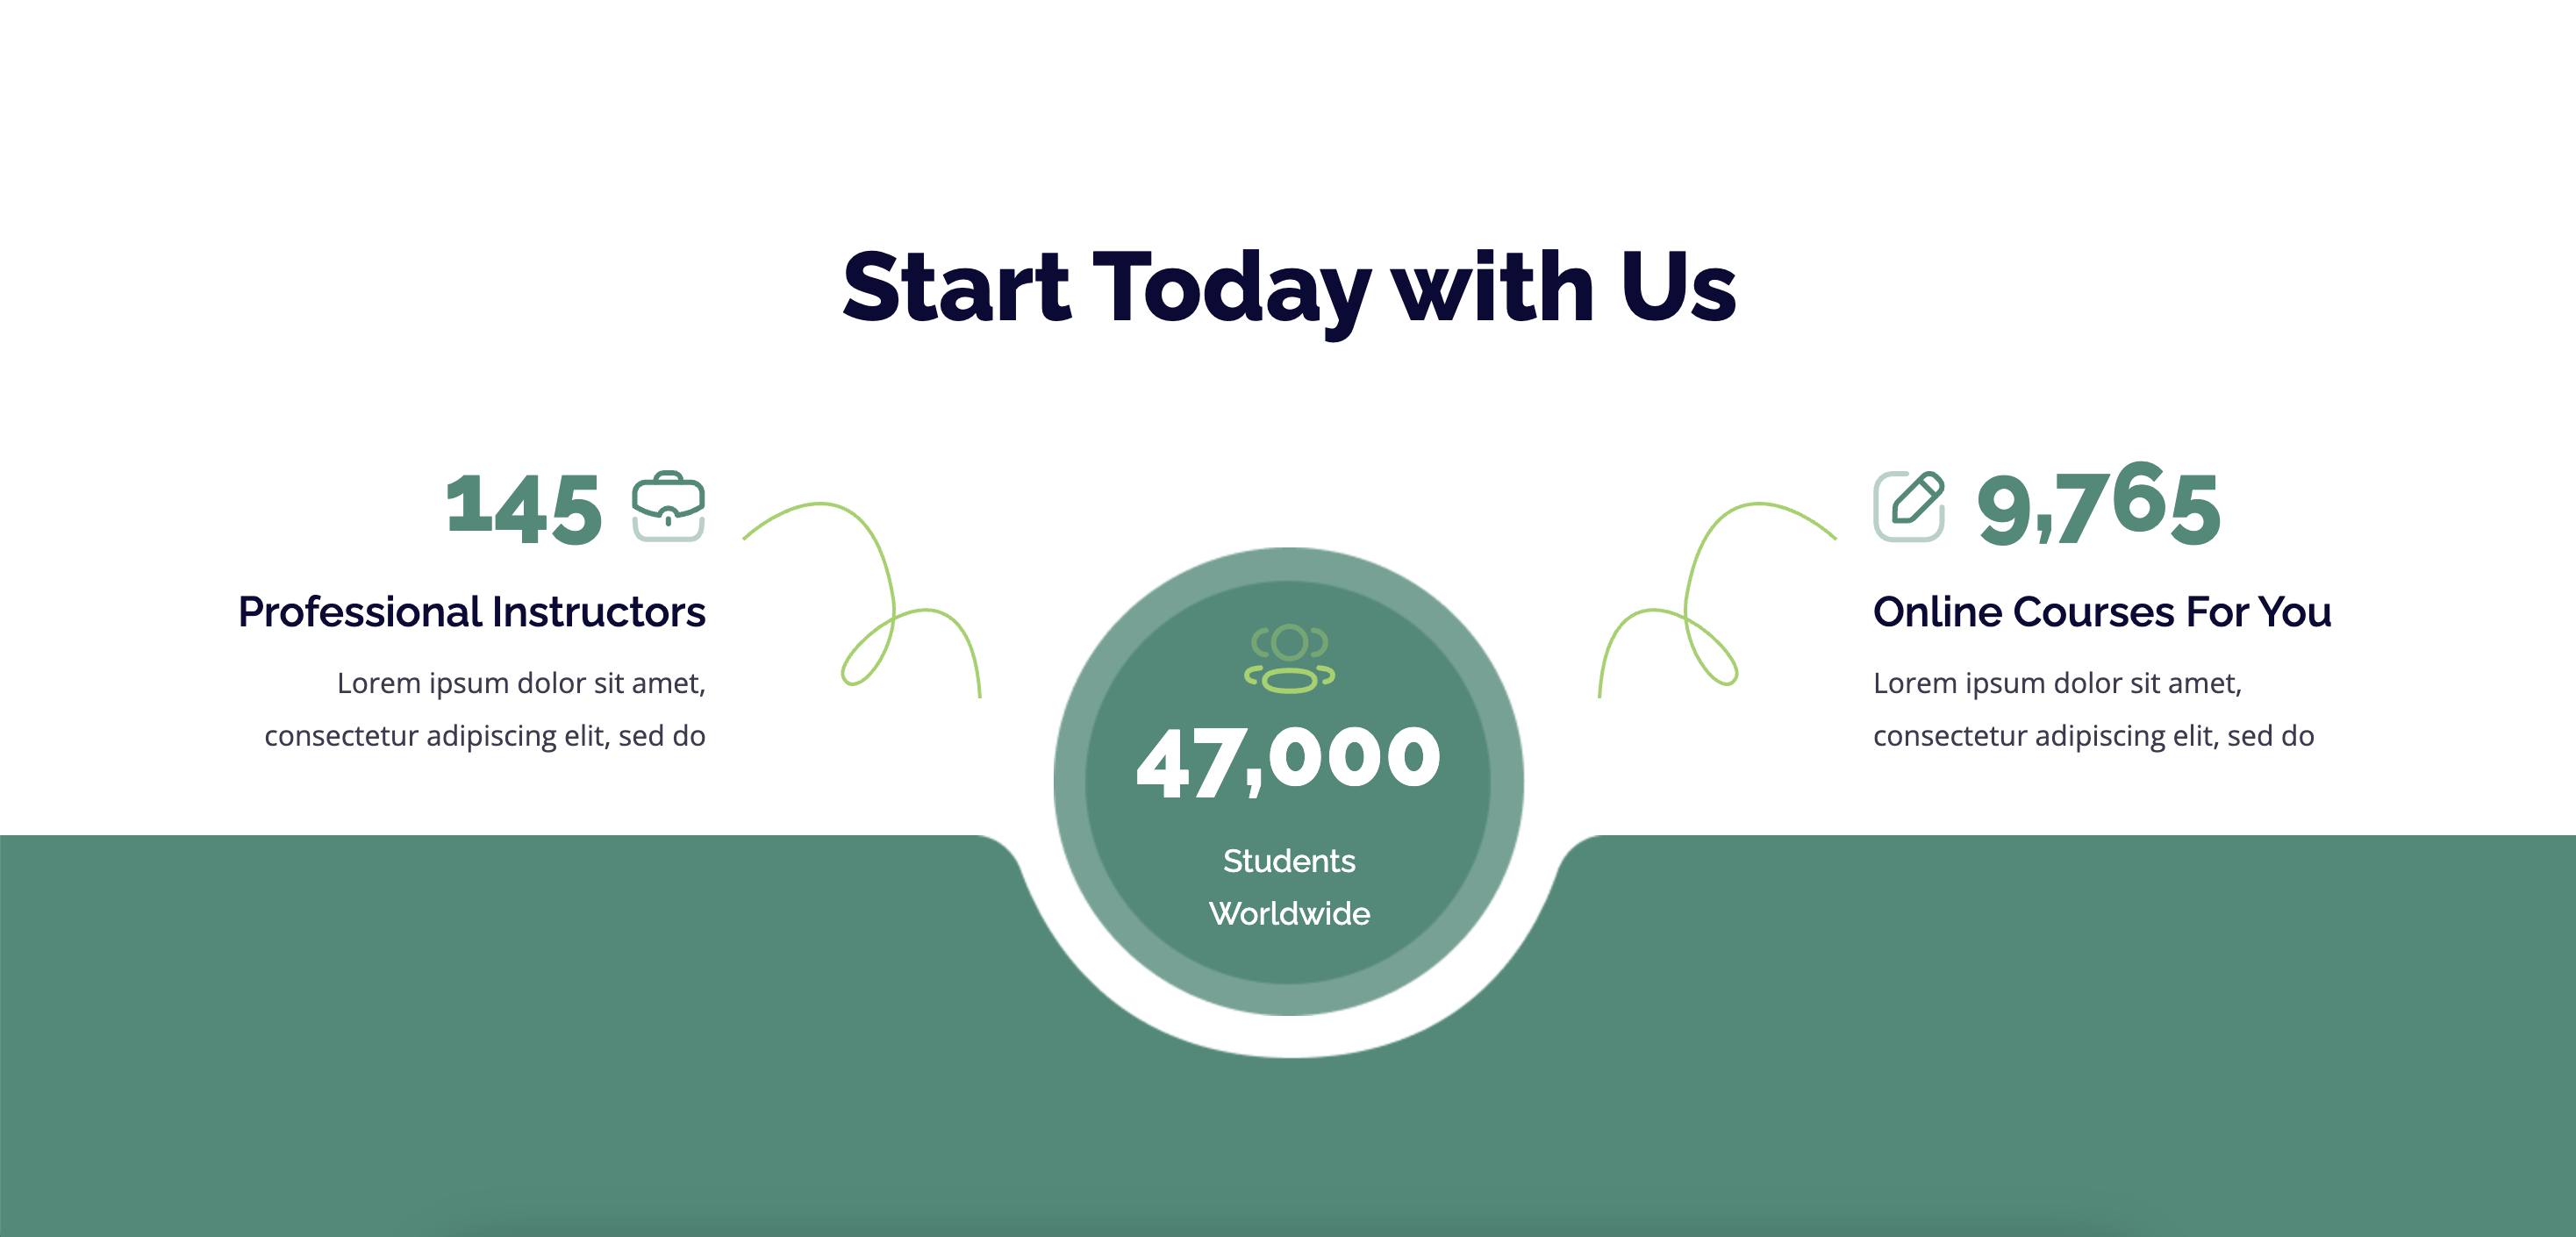 Start Today with Us
145
Professional Instructors
Lorem ipsum dolor sit amet,
consectetur adipiscing elit, sed do
47,000
Students
Worldwide
9,765
Online Courses For You
Lorem ipsum dolor sit amet,
consectetur adipiscing elit, sed do